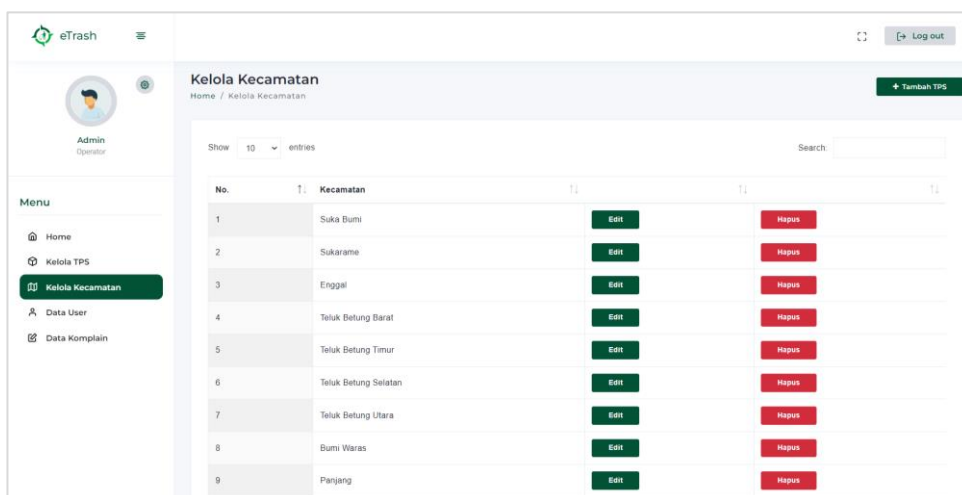 eTrash
Log out
Admin
Operator
Menu
Home
Kelola TPS
Kelola Kecamatan
Data User
Data Komplain
Kelola Kecamatan
Home / Kelola Kecamatan
+ Tambah TPS
Show 10 entries
Search:
No. Kecamatan
1 Suka Bumi Edit Hapus
2 Sukarame Edit Hapus
3 Enggal Edit Hapus
4 Teluk Betung Barat Edit Hapus
5 Teluk Betung Timur Edit Hapus
6 Teluk Betung Selatan Edit Hapus
7 Teluk Betung Utara Edit Hapus
8 Bumi Waras Edit Hapus
9 Panjang Edit Hapus